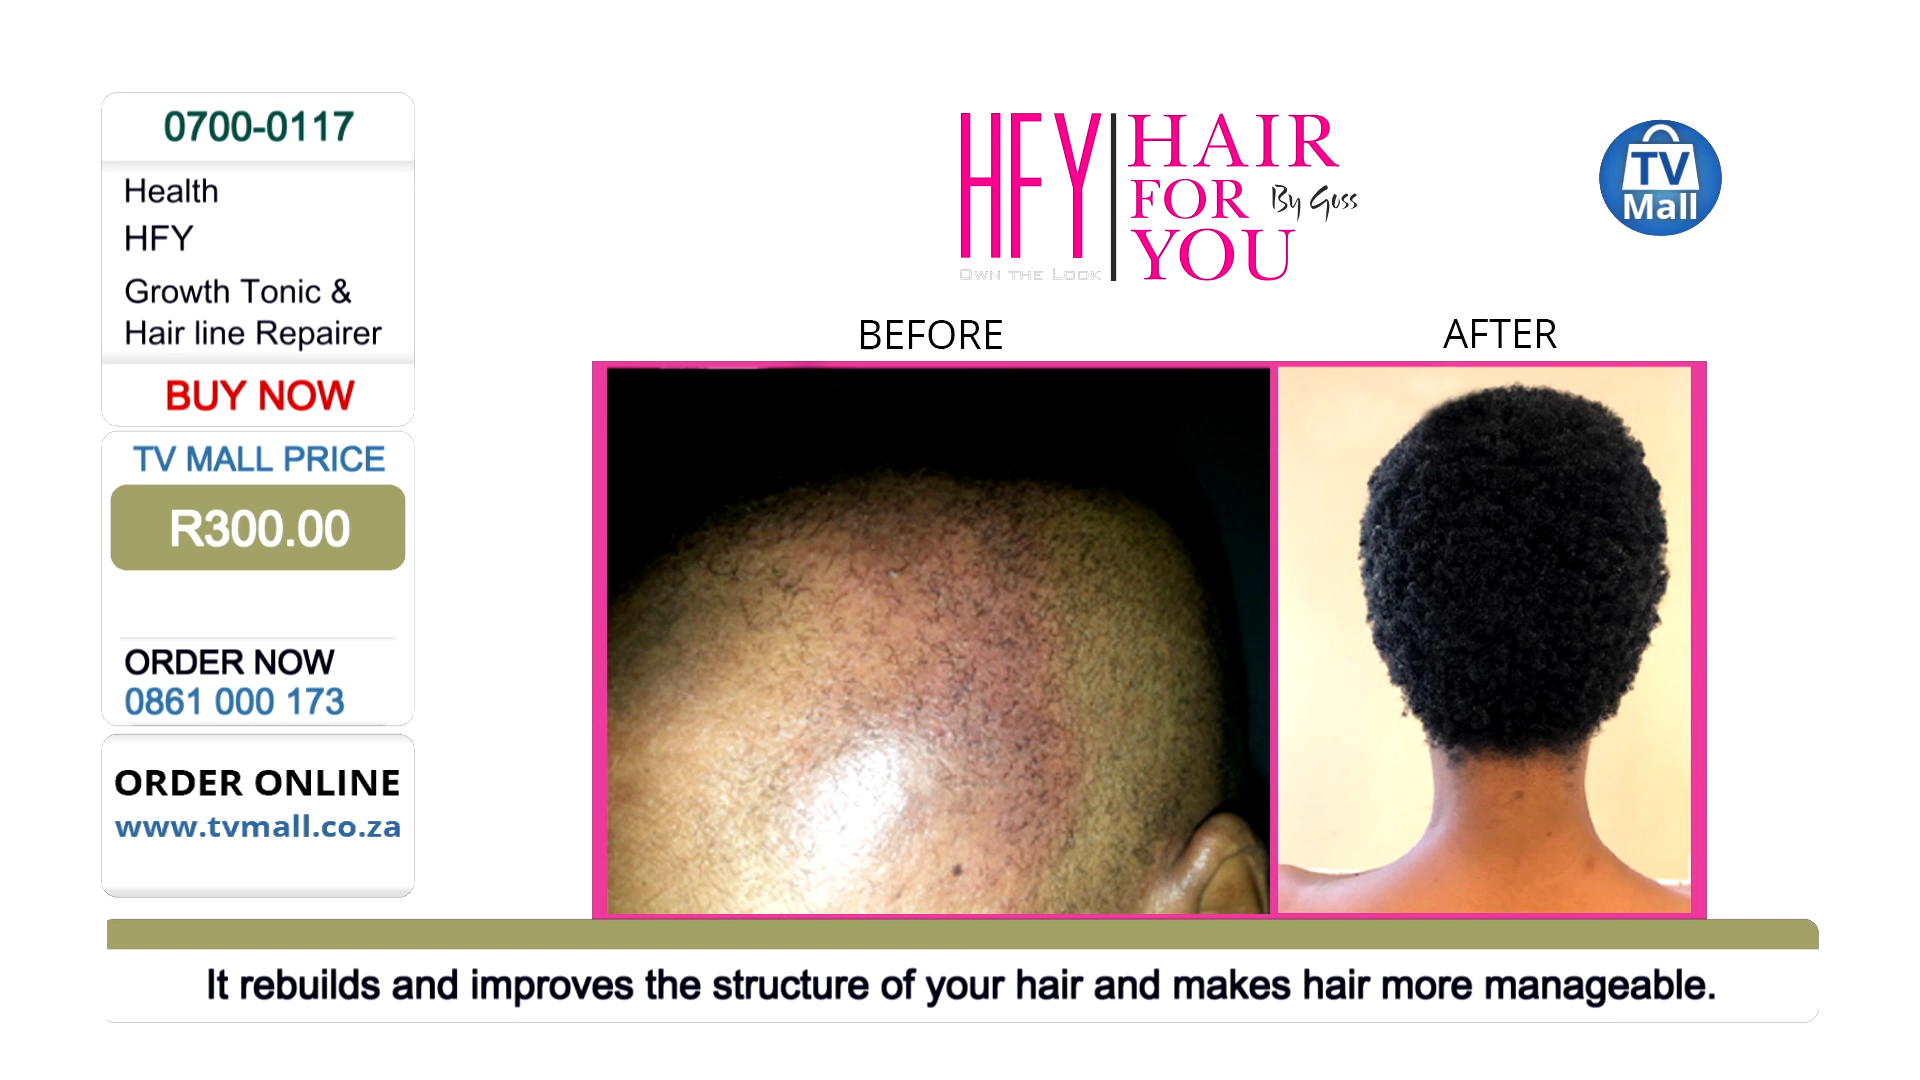 0700-0117
Health
HFY
Growth Tonic &
Hair line Repairer
BUY NOW
TV MALL PRICE
R300.00
ORDER NOW
0861 000 173
ORDER ONLINE
www.tvmall.co.za
HFY
OWN THE LOOK
HAIR
FOR By Guss
YOU
TV
Mall
BEFORE
AFTER
It rebuilds and improves the structure of your hair and makes hair more manageable.